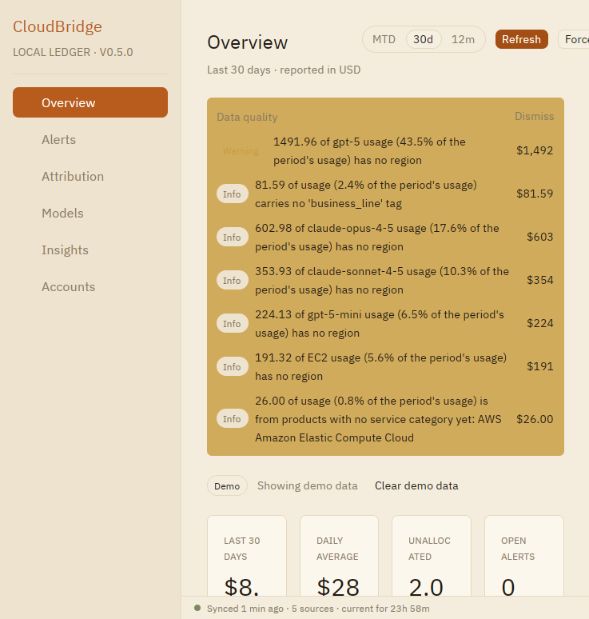 CloudBridge
LOCAL LEDGER · V0.5.0
Overview
Alerts
Attribution
Models
Insights
Accounts
Overview
MTD 30d 12m Refresh Force
Last 30 days · reported in USD
Data quality Dismiss
Warning
1491.96 of gpt-5 usage (43.5% of the
period's usage) has no region
$1,492
Info
81.59 of usage (2.4% of the period's usage)
carries no 'business_line' tag
$81.59
Info
602.98 of claude-opus-4-5 usage (17.6% of the
period's usage) has no region
$603
Info
353.93 of claude-sonnet-4-5 usage (10.3% of the
period's usage) has no region
$354
Info
224.13 of gpt-5-mini usage (6.5% of the period's
usage) has no region
$224
Info
191.32 of EC2 usage (5.6% of the period's usage)
has no region
$191
Info
26.00 of usage (0.8% of the period's usage) is
from products with no service category yet: AWS
Amazon Elastic Compute Cloud
$26.00
Demo Showing demo data Clear demo data
LAST 30
DAYS
$8.
DAILY
AVERAGE
$28
UNALLOC
ATED
2.0
OPEN
ALERTS
0
Synced 1 min ago · 5 sources · current for 23h 58m